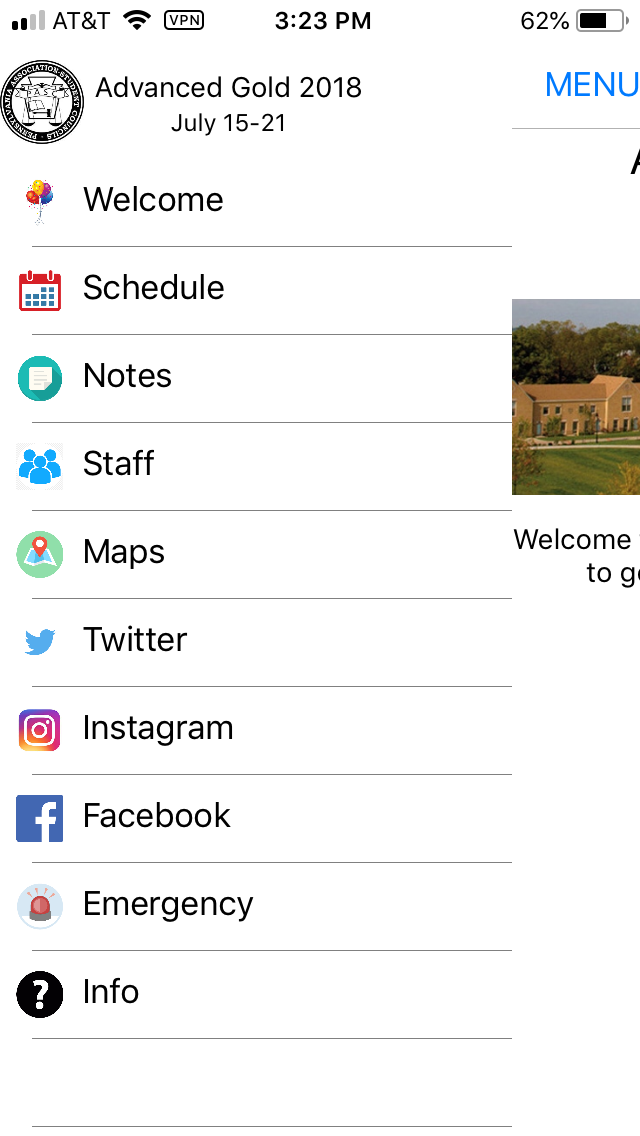 AT&T VPN 3:23 PM 62%
PENNSYLVANIA ASSOCIATION STUDENT COUNCILS
Advanced Gold 2018
July 15-21
MENU
Welcome
Schedule
Notes
Staff
Maps
Twitter
Instagram
Facebook
Emergency
Info
Welcome
to